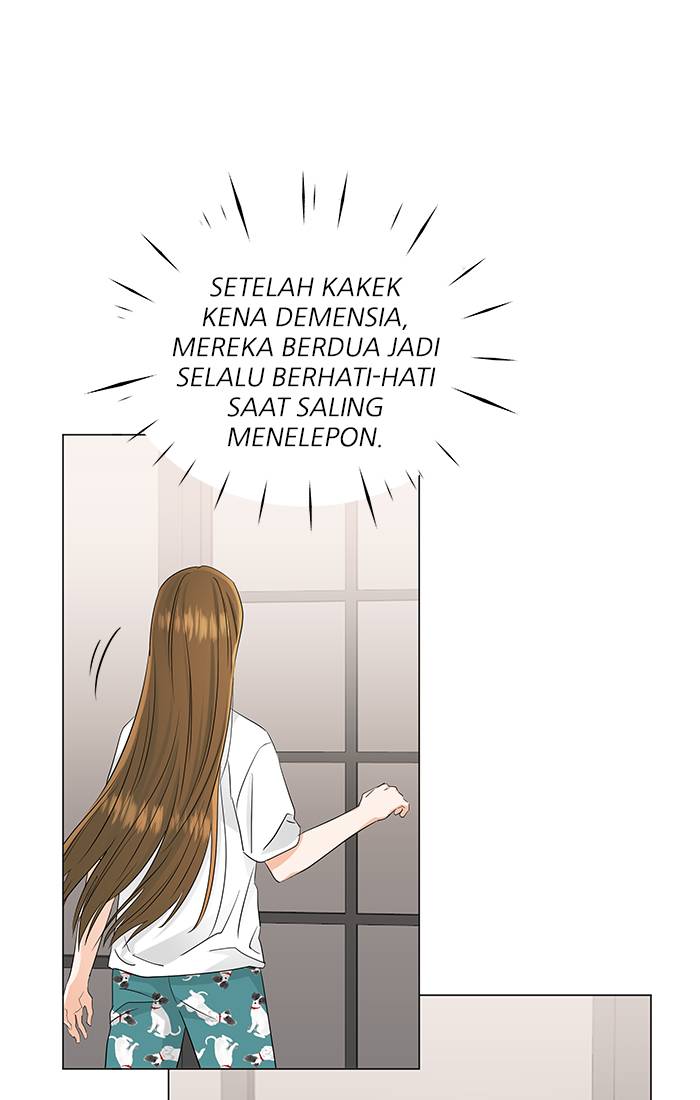 SETELAH KAKEK
KENA DEMENSIA,
MEREKA BERDUA JADI
SELALU BERHATI-HATI
SAAT SALING
MENELEPON.